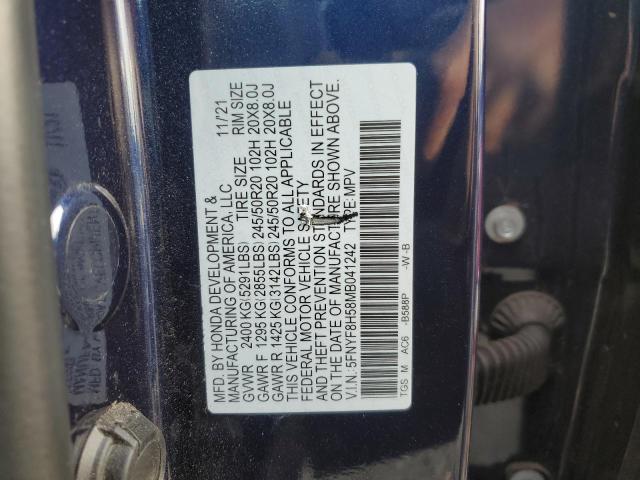 MFD. BY HONDA DEVELOPMENT & 11/21
MANUFACTURING OF AMERICA, LLC
GVWR 2400 KG(5291LBS) TIRE SIZE RIM SIZE
GAWR F 1295 KG(2855LBS) 245/50R20 102H 20X8.0J
GAWR R 1425 KG(3142LBS) 245/50R20 102H 20X8.0J
THIS VEHICLE CONFORMS TO ALL APPLICABLE
FEDERAL MOTOR VEHICLE SAFETY
AND THEFT PREVENTION STANDARDS IN EFFECT
ON THE DATE OF MANUFACTURE SHOWN ABOVE.
V.I.N.: 5FNYF8H58MB041242 TYPE:MPV
TGS M AC6 -B588P -W-B